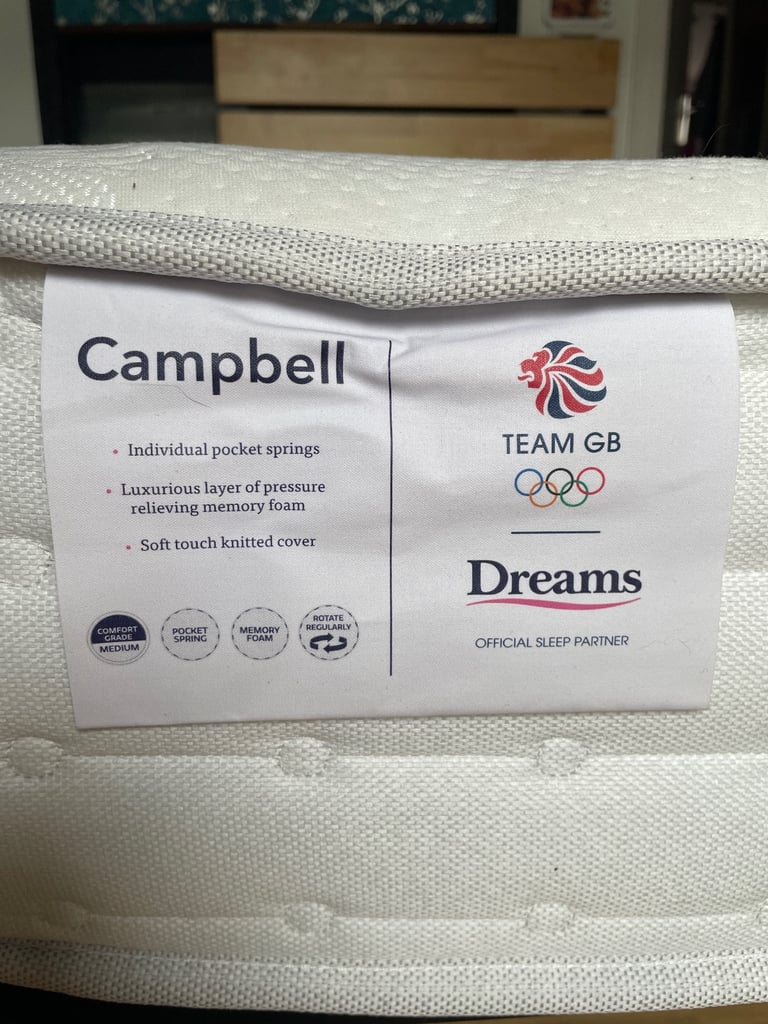 Campbell
• Individual pocket springs
• Luxurious layer of pressure
relieving memory foam
• Soft touch knitted cover
COMFORT
GRADE
MEDIUM
POCKET
SPRING
MEMORY
FOAM
ROTATE
REGULARLY
TEAM GB
Dreams
OFFICIAL SLEEP PARTNER